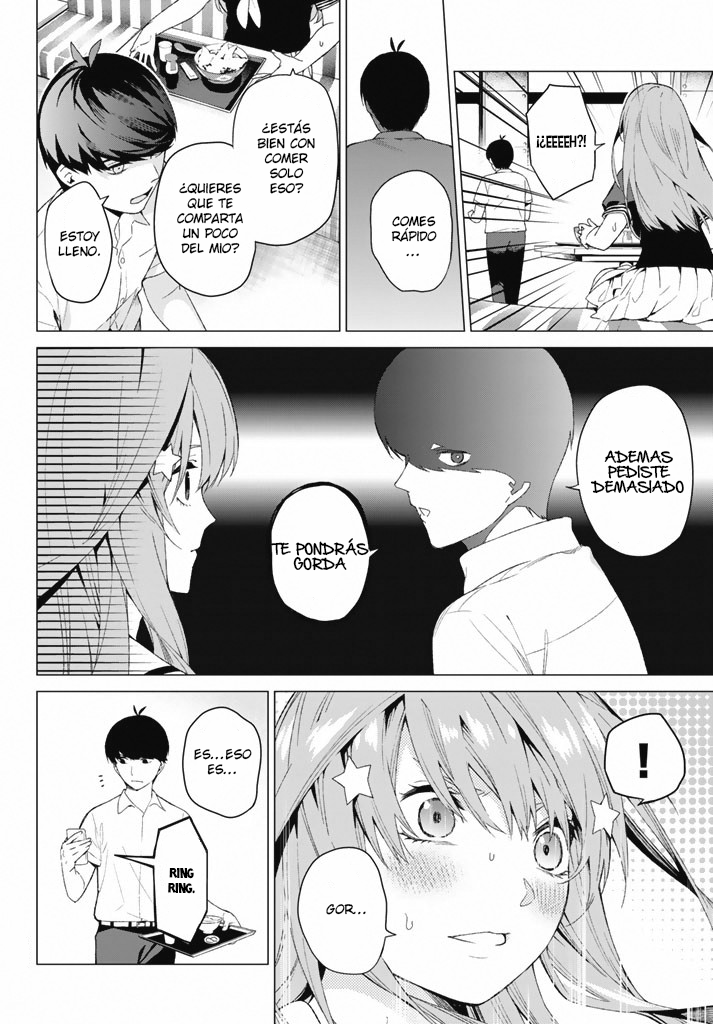 ¡¿EEEEH?!
COMES
RÁPIDO
...
¿ESTÁS
BIEN CON
COMER
SOLO
ESO?
¿QUIERES
QUE TE
COMPARTA
UN POCO
DEL MIO?
ESTOY
LLENO.
ADEMAS
PEDISTE
DEMASIADO
TE PONDRÁS
GORDA
!
GOR...
ES...ESO
ES...
RING
RING.